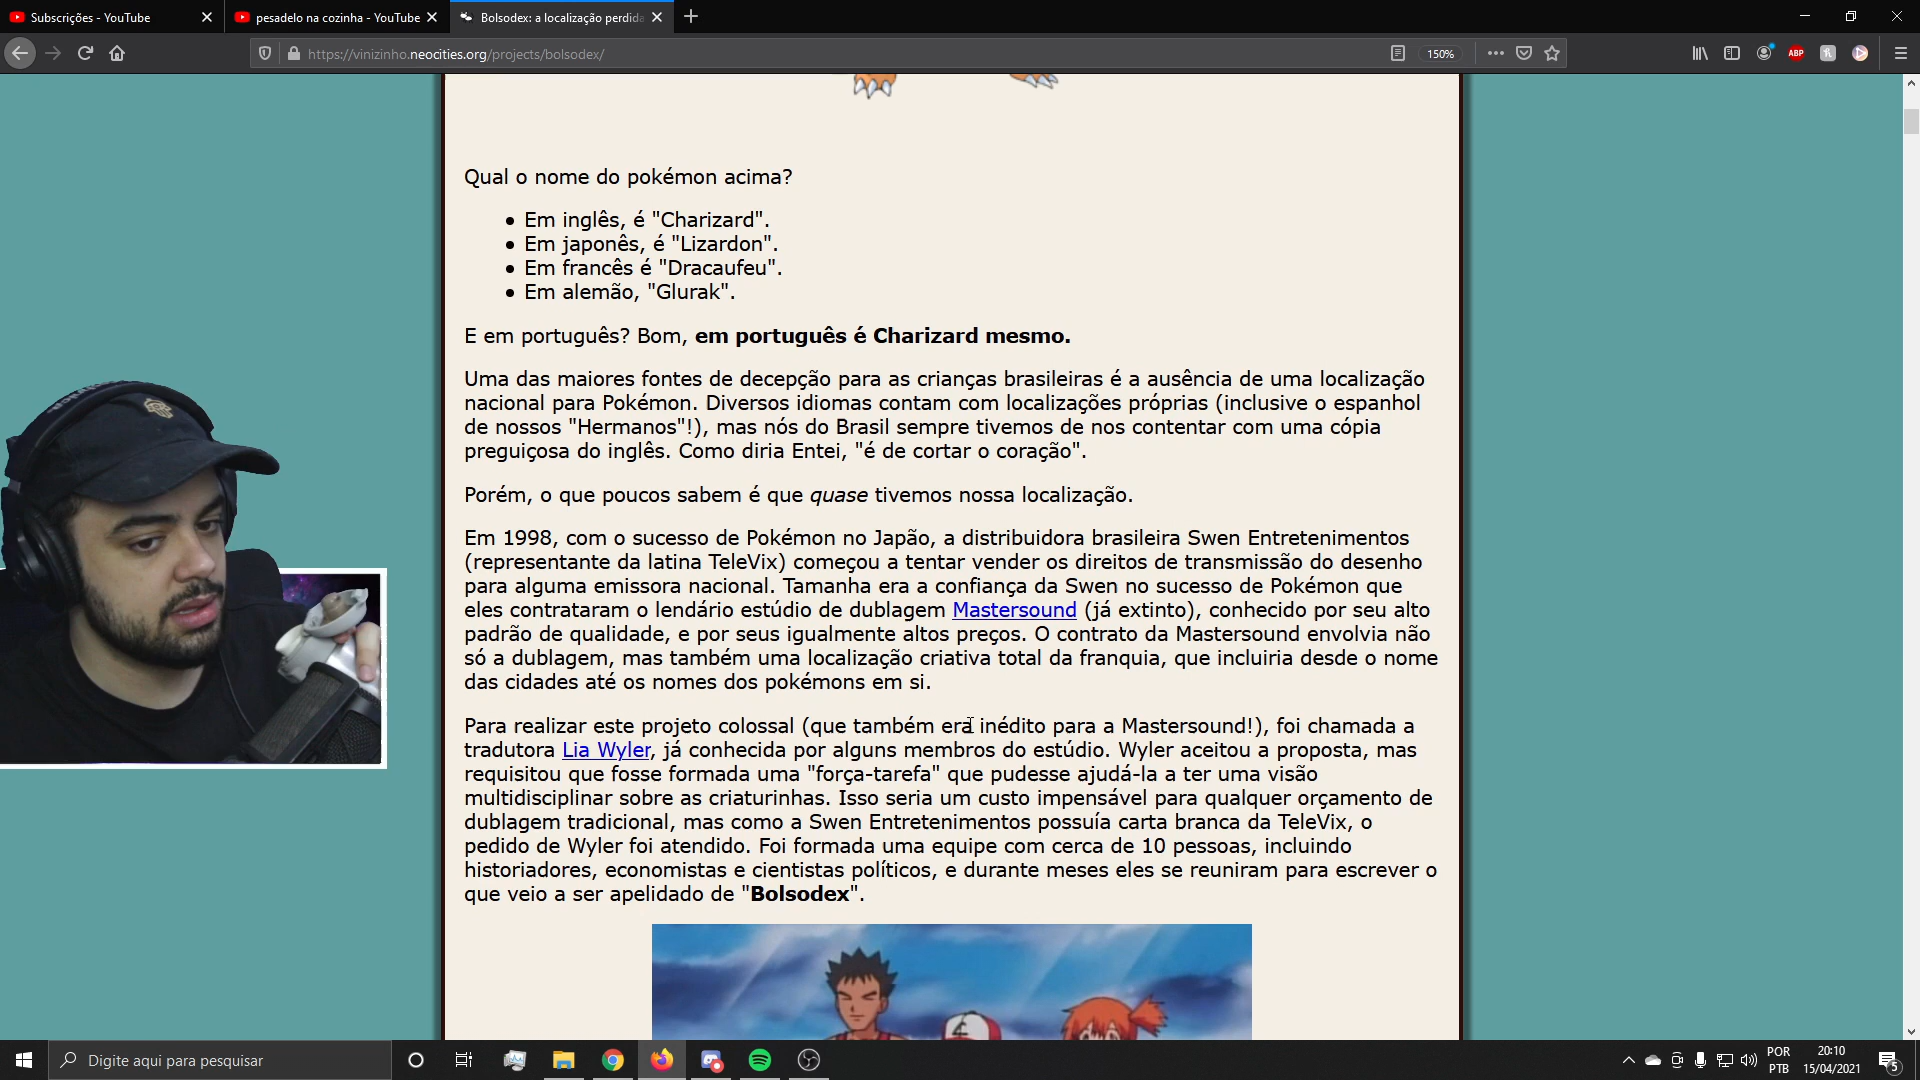 Subscrições - YouTube
pesadelo na cozinha - YouTube
Bolsodex: a localização perdida
https://vinizinho.neocities.org/projects/bolsodex/
150%
ABP
Qual o nome do pokémon acima?
Em inglês, é "Charizard".
Em japonês, é "Lizardon".
Em francês é "Dracaufeu".
Em alemão, "Glurak".
E em português? Bom, em português é Charizard mesmo.
Uma das maiores fontes de decepção para as crianças brasileiras é a ausência de uma localização
nacional para Pokémon. Diversos idiomas contam com localizações próprias (inclusive o espanhol
de nossos "Hermanos"!), mas nós do Brasil sempre tivemos de nos contentar com uma cópia
preguiçosa do inglês. Como diria Entei, "é de cortar o coração".
Porém, o que poucos sabem é que quase tivemos nossa localização.
Em 1998, com o sucesso de Pokémon no Japão, a distribuidora brasileira Swen Entretenimentos
(representante da latina TeleVix) começou a tentar vender os direitos de transmissão do desenho
para alguma emissora nacional. Tamanha era a confiança da Swen no sucesso de Pokémon que
eles contrataram o lendário estúdio de dublagem Mastersound (já extinto), conhecido por seu alto
padrão de qualidade, e por seus igualmente altos preços. O contrato da Mastersound envolvia não
só a dublagem, mas também uma localização criativa total da franquia, que incluiria desde o nome
das cidades até os nomes dos pokémons em si.
Para realizar este projeto colossal (que também era inédito para a Mastersound!), foi chamada a
tradutora Lia Wyler, já conhecida por alguns membros do estúdio. Wyler aceitou a proposta, mas
requisitou que fosse formada uma "força-tarefa" que pudesse ajudá-la a ter uma visão
multidisciplinar sobre as criaturinhas. Isso seria um custo impensável para qualquer orçamento de
dublagem tradicional, mas como a Swen Entretenimentos possuía carta branca da TeleVix, o
pedido de Wyler foi atendido. Foi formada uma equipe com cerca de 10 pessoas, incluindo
historiadores, economistas e cientistas políticos, e durante meses eles se reuniram para escrever o
que veio a ser apelidado de "Bolsodex".
Digite aqui para pesquisar
POR
PTB
20:10
15/04/2021
5